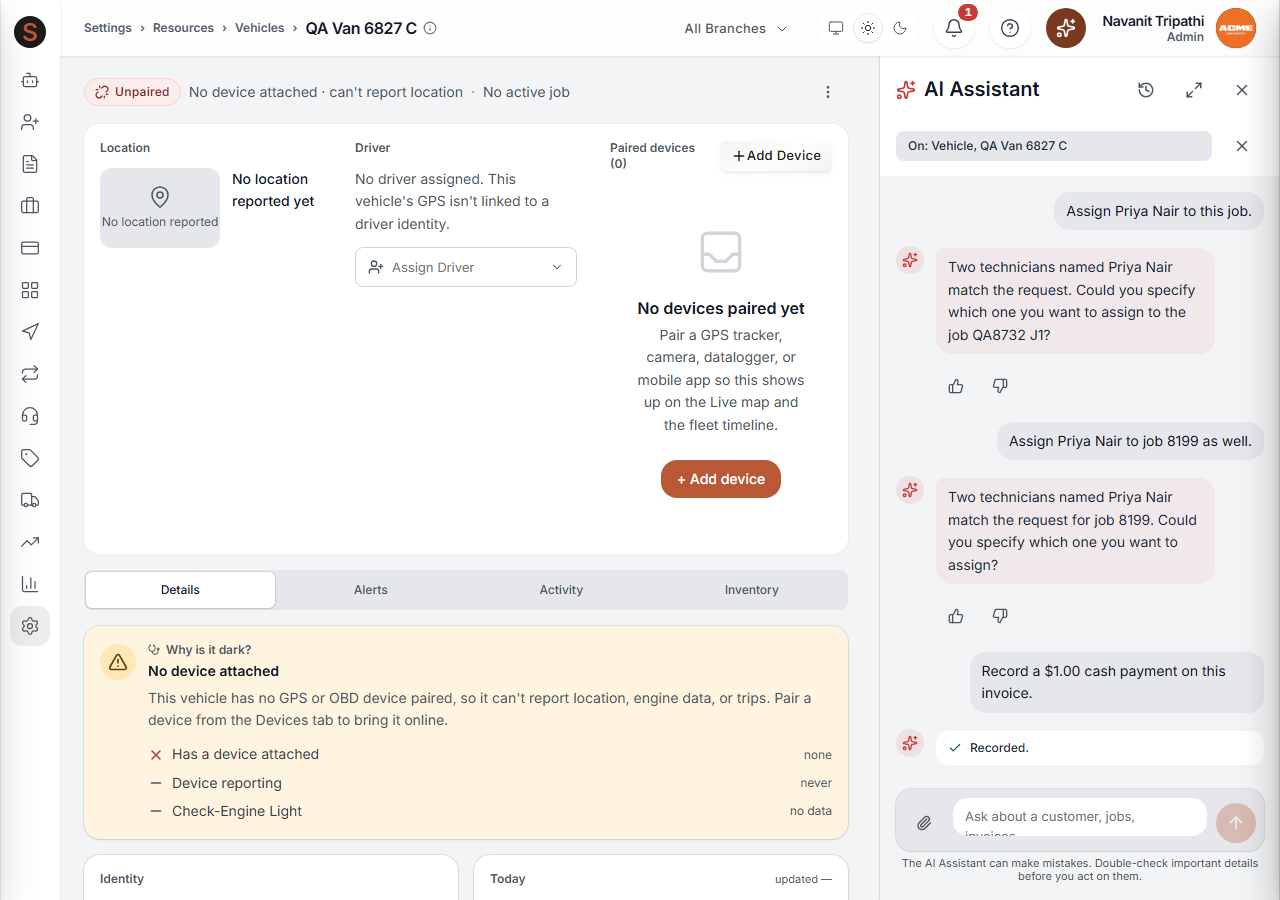 S
Settings › Resources › Vehicles › QA Van 6827 C
All Branches
1
Navanit Tripathi
Admin
ACME
Unpaired
No device attached · can't report location · No active job
Location
No location reported
No location
reported yet
Driver
No driver assigned. This
vehicle's GPS isn't linked to a
driver identity.
Assign Driver
Paired devices
(0)
+ Add Device
No devices paired yet
Pair a GPS tracker,
camera, datalogger, or
mobile app so this shows
up on the Live map and
the fleet timeline.
+ Add device
Details
Alerts
Activity
Inventory
Why is it dark?
No device attached
This vehicle has no GPS or OBD device paired, so it can't report location, engine data, or trips. Pair a
device from the Devices tab to bring it online.
Has a device attached none
Device reporting never
Check-Engine Light no data
Identity
Today
updated —
AI Assistant
On: Vehicle, QA Van 6827 C
Assign Priya Nair to this job.
Two technicians named Priya Nair
match the request. Could you specify
which one you want to assign to the
job QA8732 J1?
Assign Priya Nair to job 8199 as well.
Two technicians named Priya Nair
match the request for job 8199. Could
you specify which one you want to
assign?
Record a $1.00 cash payment on this
invoice.
Recorded.
Ask about a customer, jobs,
invoices
The AI Assistant can make mistakes. Double-check important details
before you act on them.